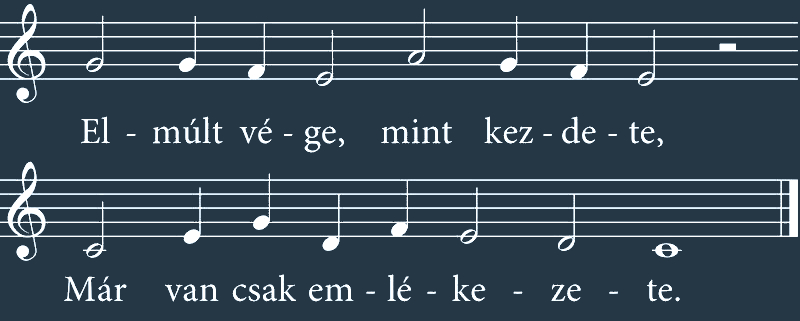 El - múlt vé - ge, mint kez - de - te,
Már van csak em - lé - ke - ze - te.